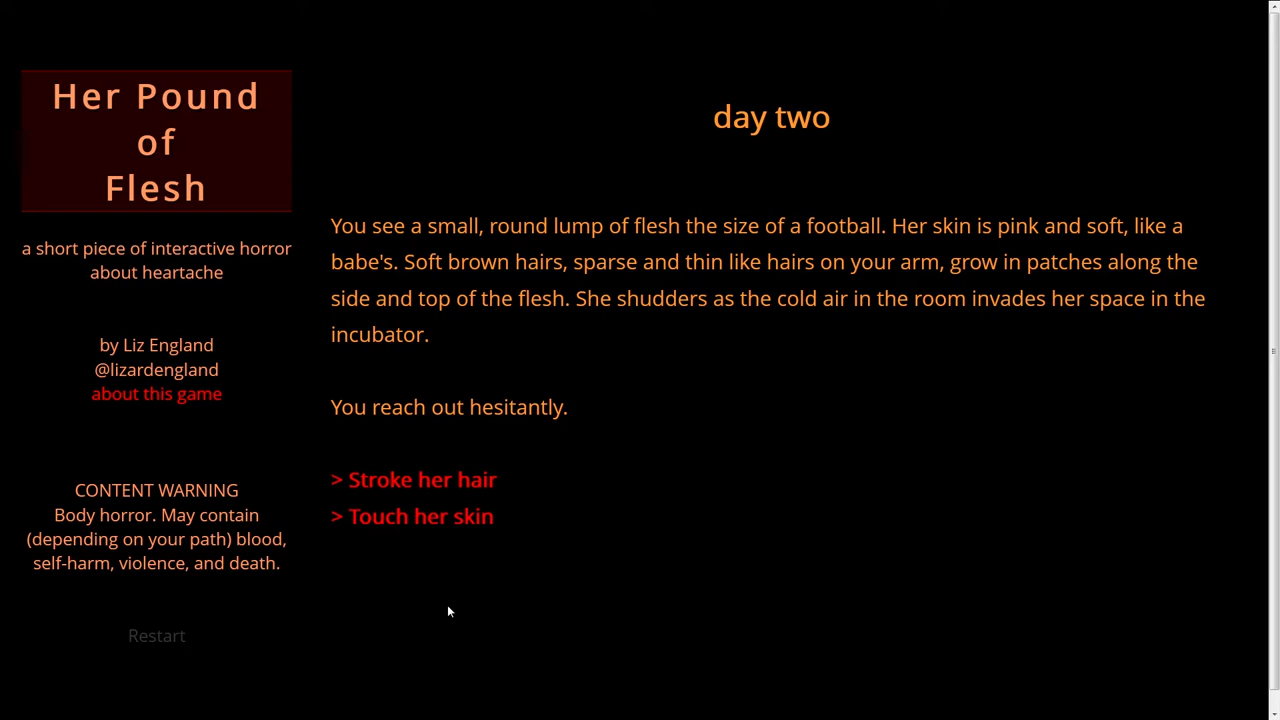 Her Pound
of
Flesh
a short piece of interactive horror
about heartache
by Liz England
@lizardengland
about this game
CONTENT WARNING
Body horror. May contain
(depending on your path) blood,
self-harm, violence, and death.
Restart
day two
You see a small, round lump of flesh the size of a football. Her skin is pink and soft, like a
babe's. Soft brown hairs, sparse and thin like hairs on your arm, grow in patches along the
side and top of the flesh. She shudders as the cold air in the room invades her space in the
incubator.
You reach out hesitantly.
> Stroke her hair
> Touch her skin